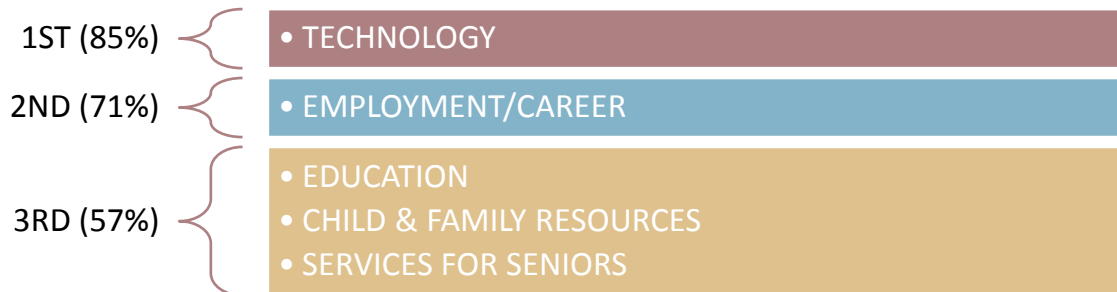 1ST (85%)
• TECHNOLOGY
2ND (71%)
• EMPLOYMENT/CAREER
3RD (57%)
• EDUCATION
• CHILD & FAMILY RESOURCES
• SERVICES FOR SENIORS